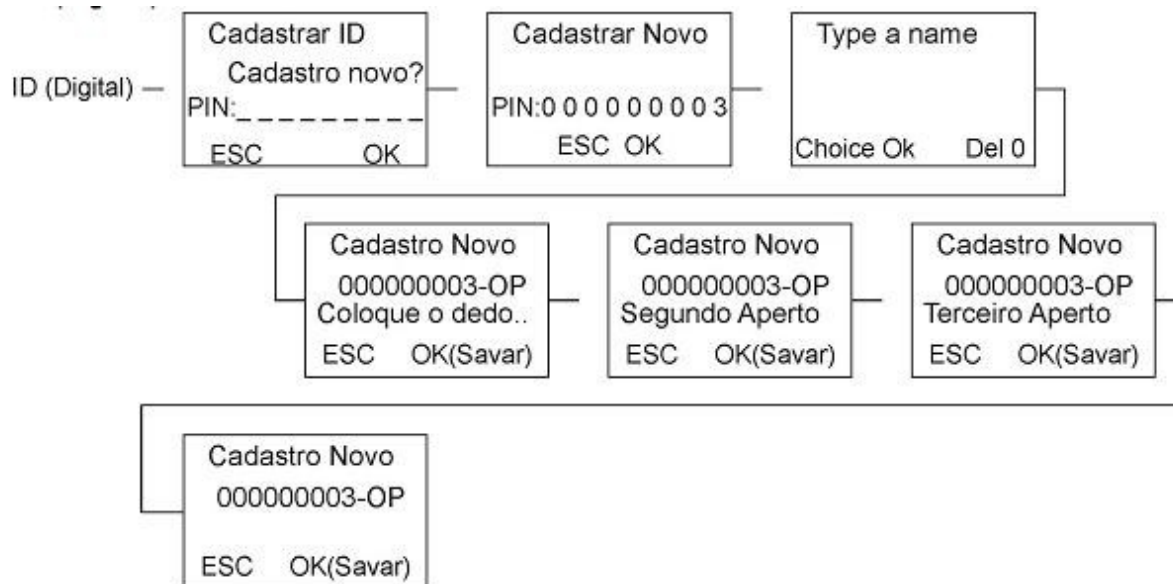 ID (Digital)
Cadastrar ID
Cadastro novo?
PIN:_ _ _ _ _ _ _ _ _
ESC OK
Cadastrar Novo
PIN:0 0 0 0 0 0 0 0 3
ESC OK
Type a name
Choice Ok Del 0
Cadastro Novo
000000003-OP
Coloque o dedo..
ESC OK(Savar)
Cadastro Novo
000000003-OP
Segundo Aperto
ESC OK(Savar)
Cadastro Novo
000000003-OP
Terceiro Aperto
ESC OK(Savar)
Cadastro Novo
000000003-OP
ESC OK(Savar)